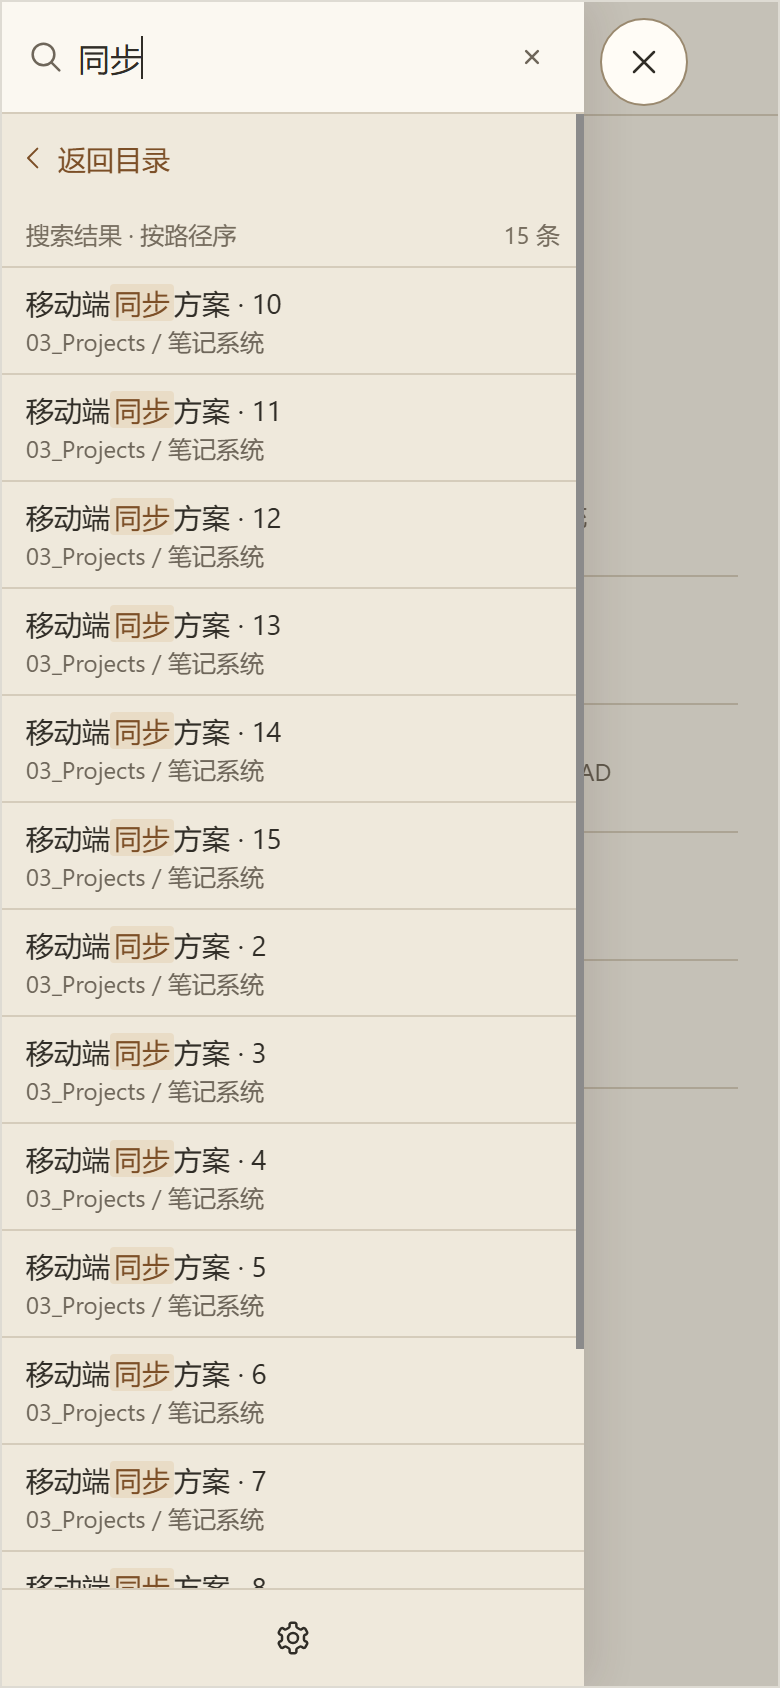 同步
返回目录
搜索结果 · 按路径序 15 条
移动端同步方案 · 10
03_Projects / 笔记系统
移动端同步方案 · 11
03_Projects / 笔记系统
移动端同步方案 · 12
03_Projects / 笔记系统
移动端同步方案 · 13
03_Projects / 笔记系统
移动端同步方案 · 14
03_Projects / 笔记系统
移动端同步方案 · 15
03_Projects / 笔记系统
移动端同步方案 · 2
03_Projects / 笔记系统
移动端同步方案 · 3
03_Projects / 笔记系统
移动端同步方案 · 4
03_Projects / 笔记系统
移动端同步方案 · 5
03_Projects / 笔记系统
移动端同步方案 · 6
03_Projects / 笔记系统
移动端同步方案 · 7
03_Projects / 笔记系统
移动端同步方案 · 8
AD